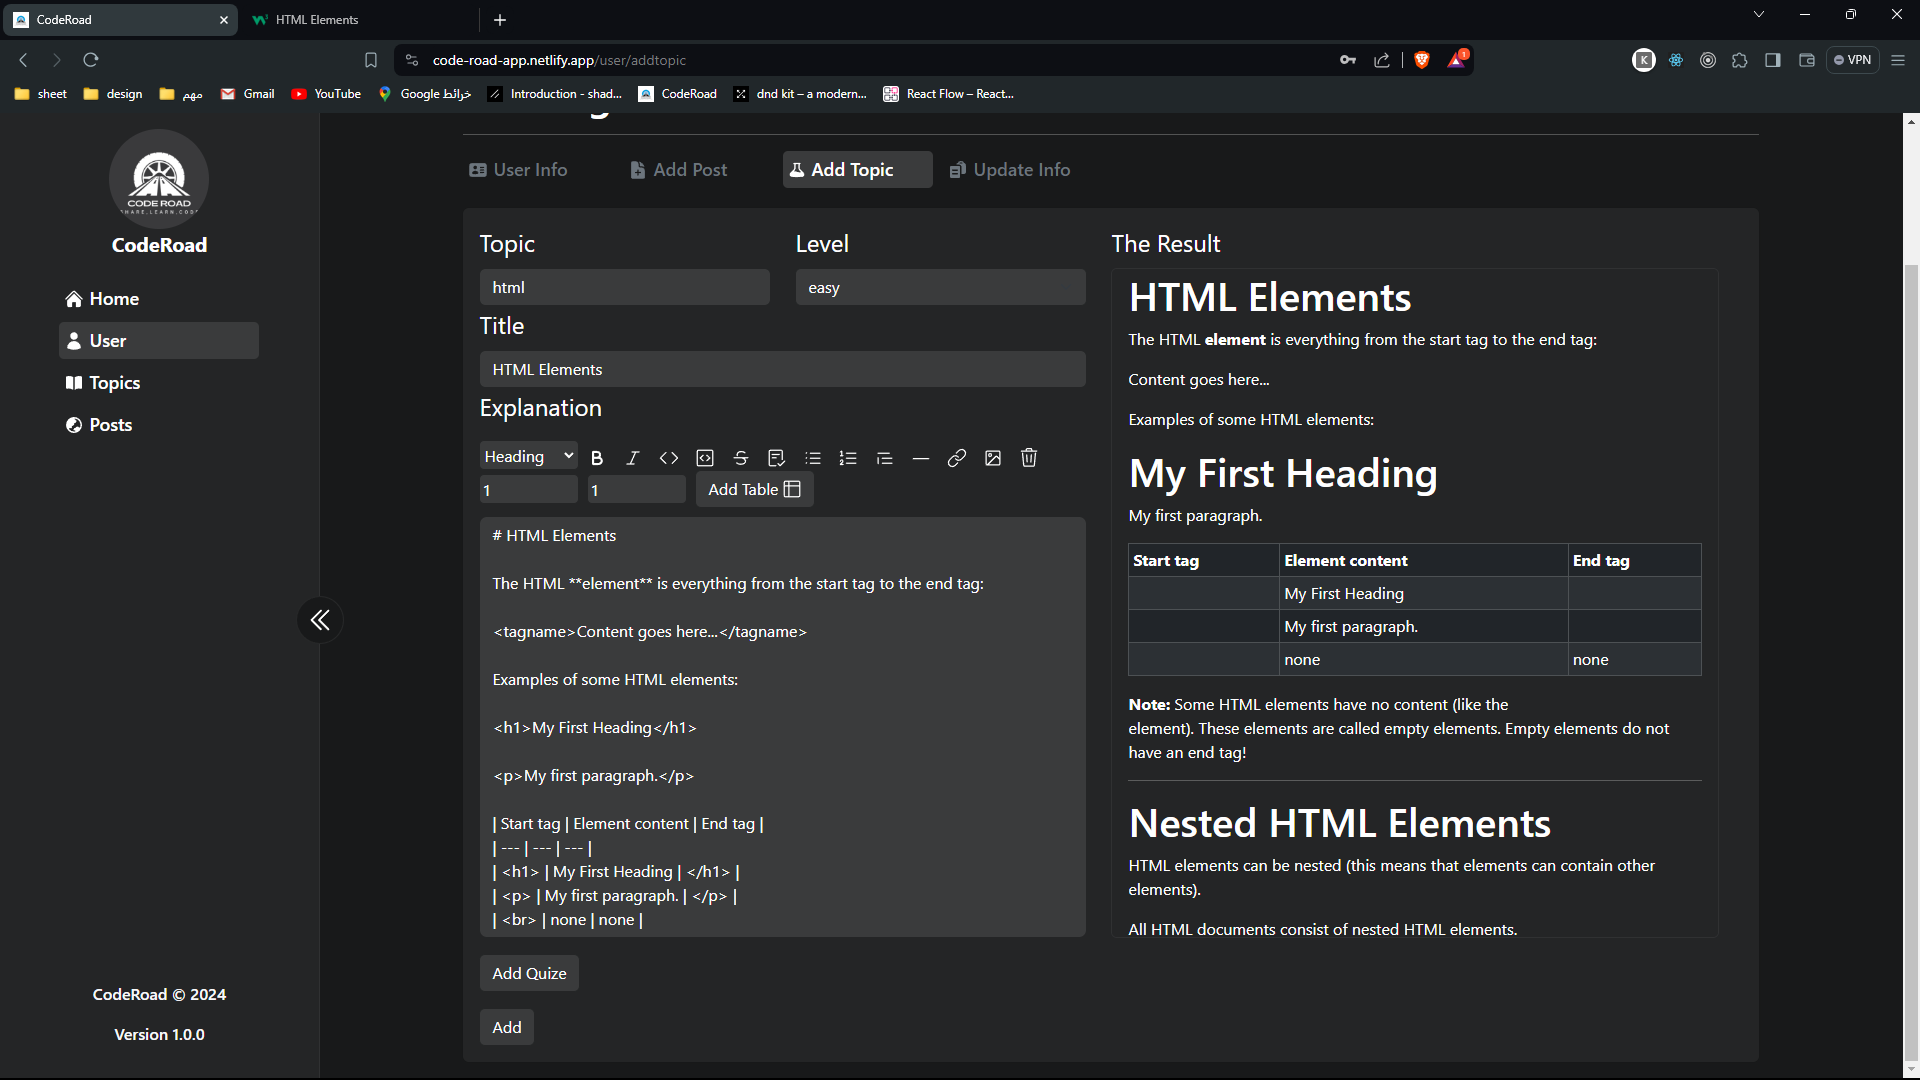 CodeRoad
HTML Elements
code-road-app.netlify.app/user/addtopic
1
K
VPN
sheet
design
مهم
Gmail
YouTube
Google خرائط
Introduction - shad...
CodeRoad
dnd kit – a modern...
React Flow – React...
CODE ROAD
SHARE.LEARN.CODE
CodeRoad
Home
User
Topics
Posts
CodeRoad © 2024
Version 1.0.0
User Info
Add Post
Add Topic
Update Info
Topic
Level
html
easy
Title
HTML Elements
Explanation
Heading
1
1
Add Table
# HTML Elements
The HTML **element** is everything from the start tag to the end tag:
<tagname>Content goes here...</tagname>
Examples of some HTML elements:
<h1>My First Heading</h1>
<p>My first paragraph.</p>
| Start tag | Element content | End tag |
| --- | --- | --- |
| <h1> | My First Heading | </h1> |
| <p> | My first paragraph. | </p> |
| <br> | none | none |
Add Quize
Add
The Result
HTML Elements
The HTML element is everything from the start tag to the end tag:
Content goes here...
Examples of some HTML elements:
My First Heading
My first paragraph.
Start tag Element content End tag
My First Heading
My first paragraph.
none none
Note: Some HTML elements have no content (like the
element). These elements are called empty elements. Empty elements do not
have an end tag!
Nested HTML Elements
HTML elements can be nested (this means that elements can contain other
elements).
All HTML documents consist of nested HTML elements.